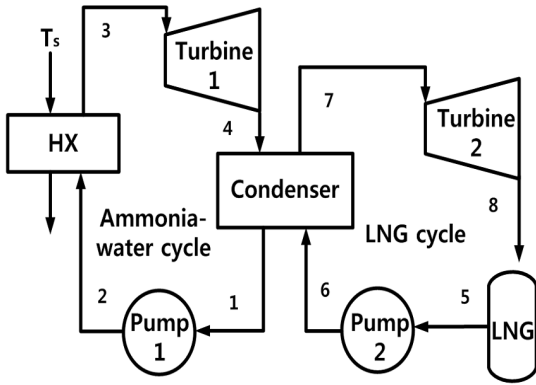 3
Ts
Turbine
1
7
HX
4
Turbine
2
Condenser
8
Ammonia-
water cycle
LNG cycle
2
1
6
5
Pump
1
Pump
2
LNG